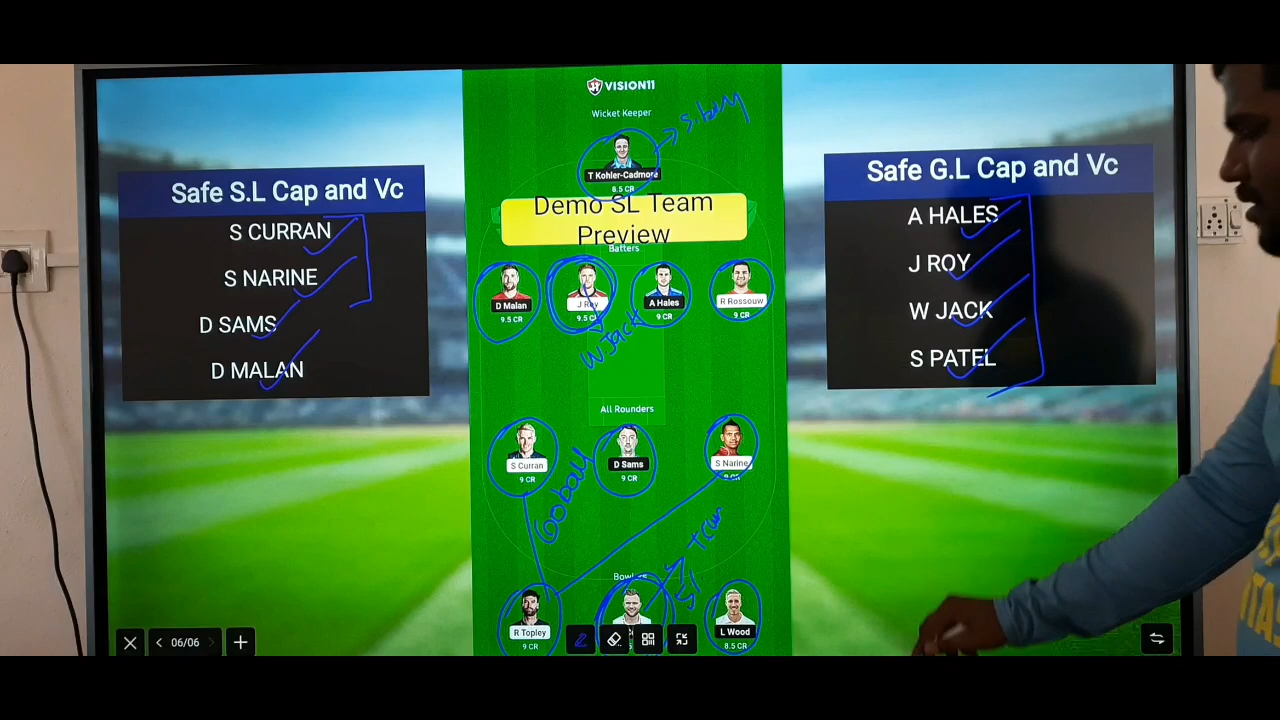 Safe S.L Cap and Vc
S CURRAN
S NARINE
D SAMS
D MALAN
VISION11
Wicket Keeper
T Kohler-Cadmore
8.5 CR
Demo SL Team
Preview
Batters
D Malan
9.5 CR
J Roy
9.5 CR
A Hales
9 CR
R Rossouw
9 CR
W Jack
All Rounders
S Curran
9 CR
D Sams
9 CR
S Narine
9 CR
Bowlers
R Topley
9 CR
L Wood
8.5 CR
Safe G.L Cap and Vc
A HALES
J ROY
W JACK
S PATEL
06/06